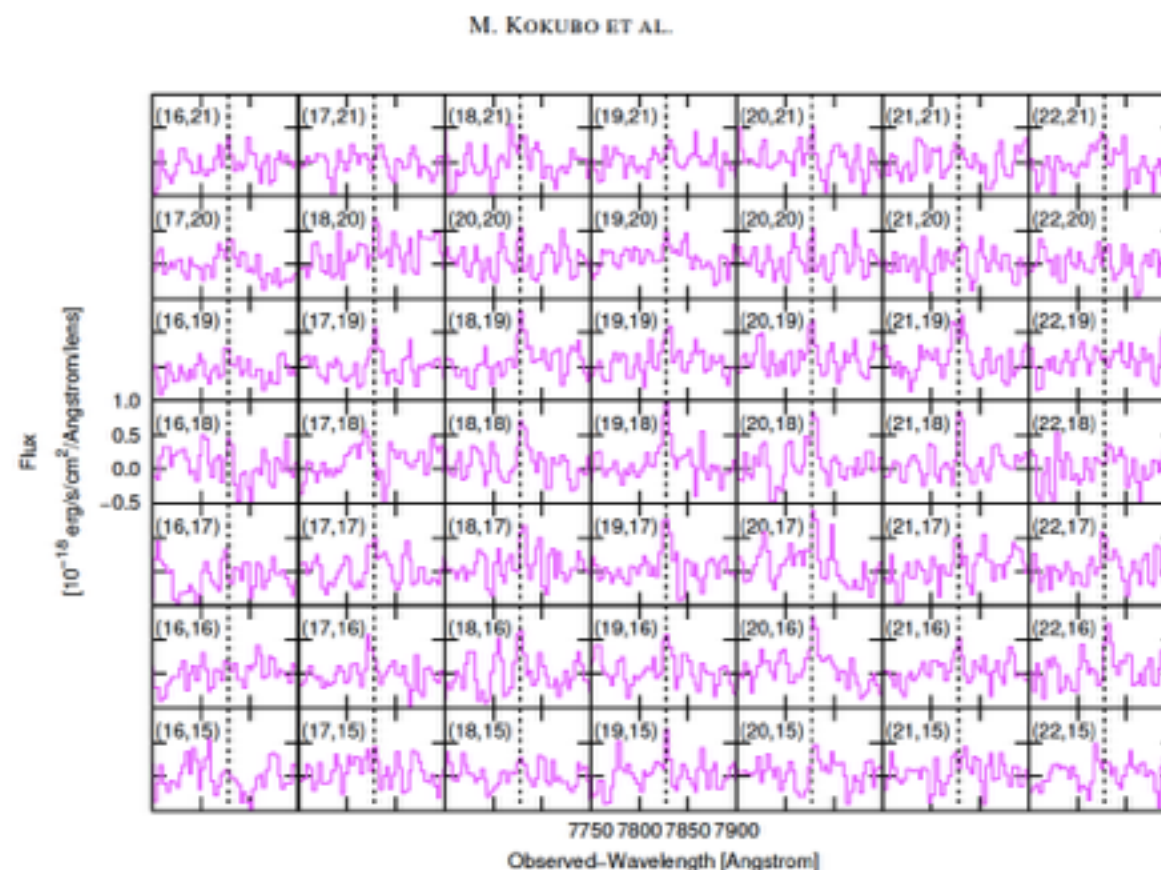 M. KOKUBO ET AL.
(16,21) (17,21) (18,21) (19,21) (20,21) (21,21) (22,21)
(17,20) (18,20) (20,20) (19,20) (20,20) (21,20) (22,20)
(16,19) (17,19) (18,19) (19,19) (20,19) (21,19) (22,19)
1.0
(16,18) (17,18) (18,18) (19,18) (20,18) (21,18) (22,18)
0.5
0.0
−0.5
Flux
[10⁻¹⁸ erg/s/cm²/Angstrom/lens]
(16,17) (17,17) (18,17) (19,17) (20,17) (21,17) (22,17)
(16,16) (17,16) (18,16) (19,16) (20,16) (21,16) (22,16)
(16,15) (17,15) (18,15) (19,15) (20,15) (21,15) (22,15)
7750 7800 7850 7900
Observed−Wavelength [Angstrom]